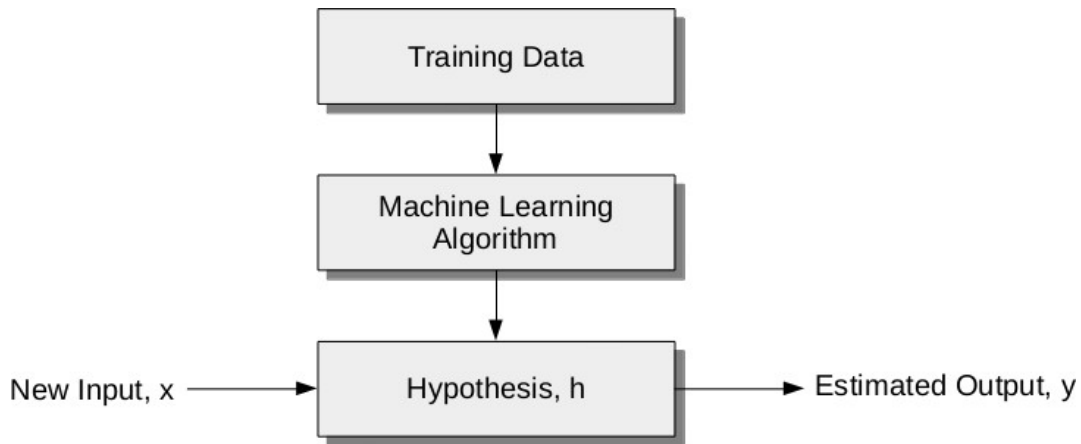 Training Data
Machine Learning
Algorithm
New Input, x
Hypothesis, h
Estimated Output, y